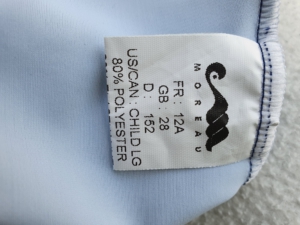 MOREAU
FR : 12A
GB : 28
D : 152
US/CAN : CHILD LG
80% POLYESTER